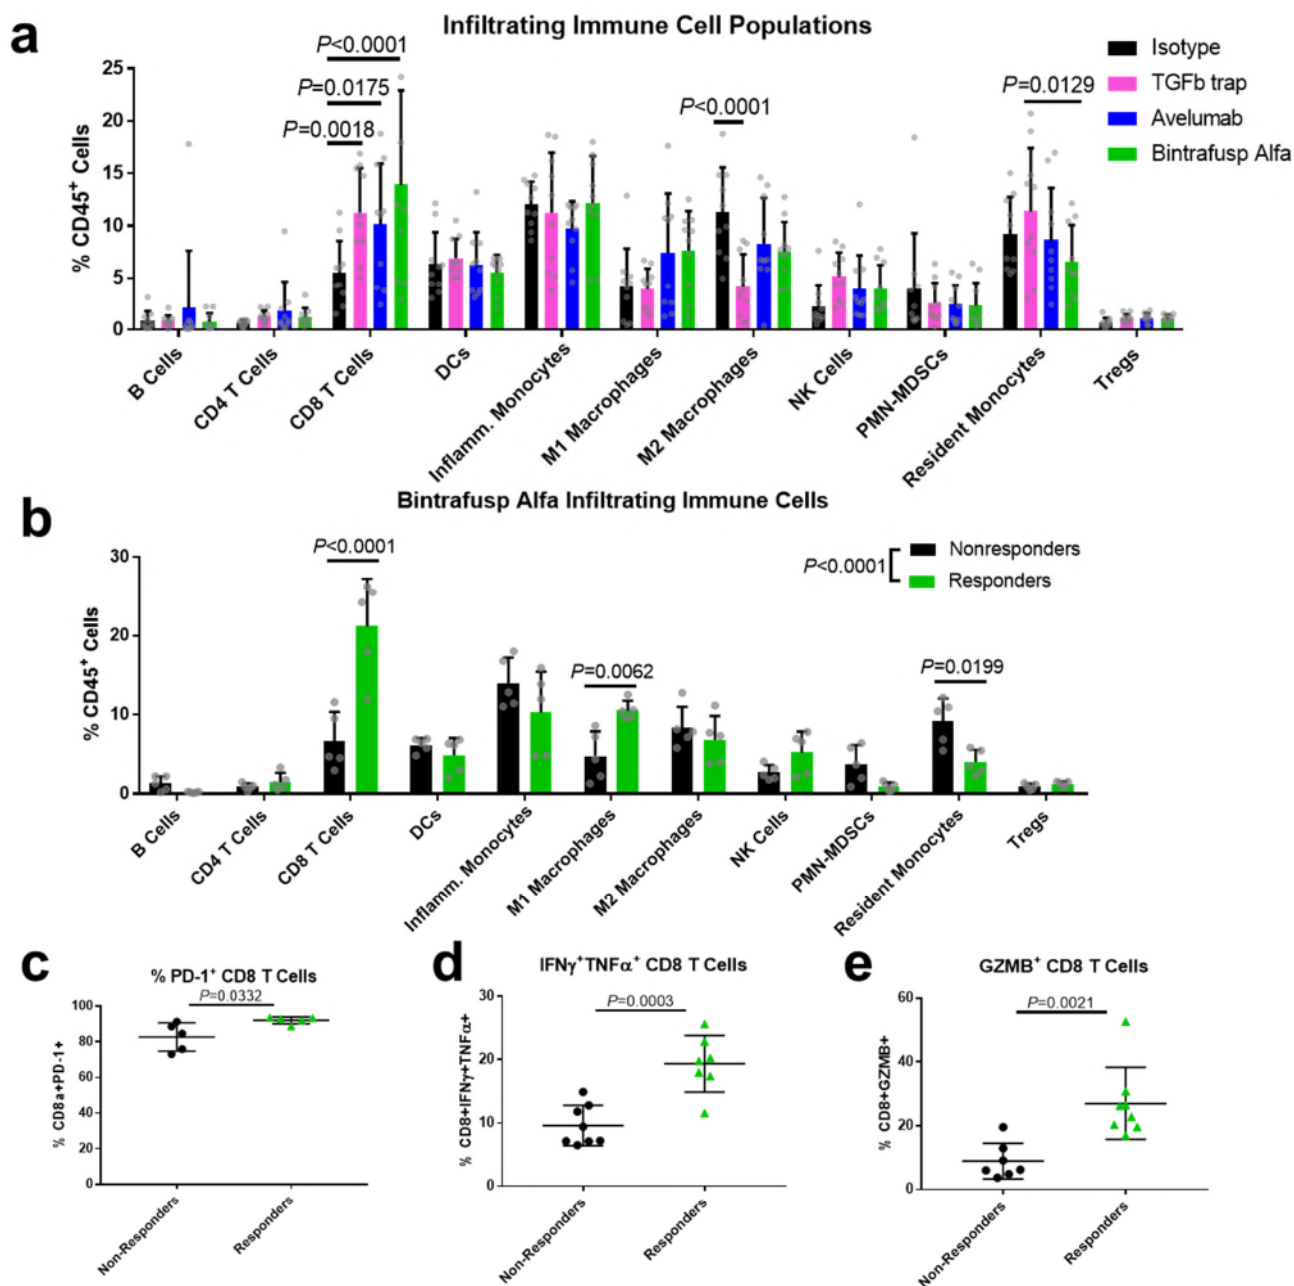 a
Infiltrating Immune Cell Populations
Isotype
TGFb trap
Avelumab
Bintrafusp Alfa
P<0.0001
P=0.0175
P=0.0018
P<0.0001
P=0.0129
% CD45⁺ Cells
25
20
15
10
5
0
B Cells
CD4 T Cells
CD8 T Cells
DCs
Inflamm. Monocytes
M1 Macrophages
M2 Macrophages
NK Cells
PMN-MDSCs
Resident Monocytes
Tregs
b
Bintrafusp Alfa Infiltrating Immune Cells
P<0.0001
Nonresponders
Responders
P<0.0001
P=0.0062
P=0.0199
% CD45⁺ Cells
30
20
10
0
B Cells
CD4 T Cells
CD8 T Cells
DCs
Inflamm. Monocytes
M1 Macrophages
M2 Macrophages
NK Cells
PMN-MDSCs
Resident Monocytes
Tregs
c
% PD-1⁺ CD8 T Cells
P=0.0332
% CD8a+PD-1+
100
80
60
40
20
0
Non-Responders
Responders
d
IFNγ⁺TNFα⁺ CD8 T Cells
P=0.0003
% CD8+IFNγ+TNFα+
30
20
10
0
Non-Responders
Responders
e
GZMB⁺ CD8 T Cells
P=0.0021
% CD8+GZMB+
60
40
20
0
Non-Responders
Responders